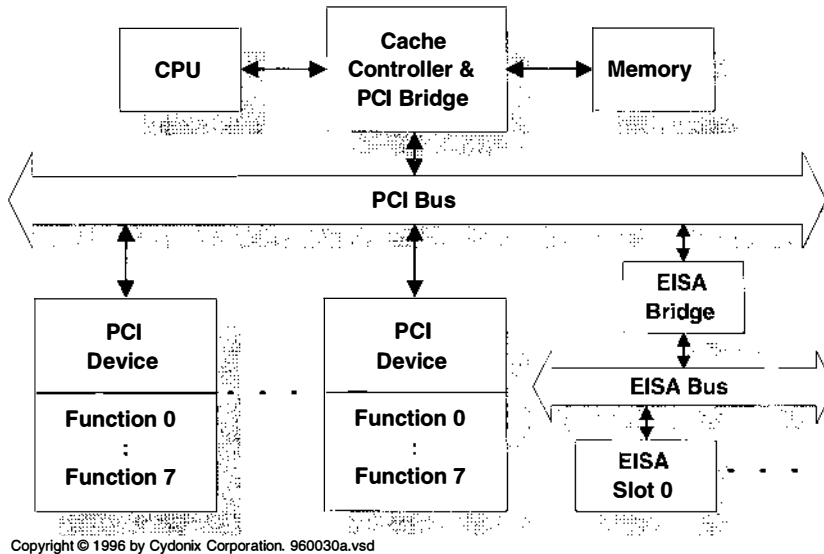 CPU
Cache
Controller &
PCI Bridge
Memory
PCI Bus
PCI
Device
Function 0
:
Function 7
PCI
Device
Function 0
:
Function 7
EISA
Bridge
EISA Bus
EISA
Slot 0
Copyright © 1996 by Cydonix Corporation. 960030a.vsd